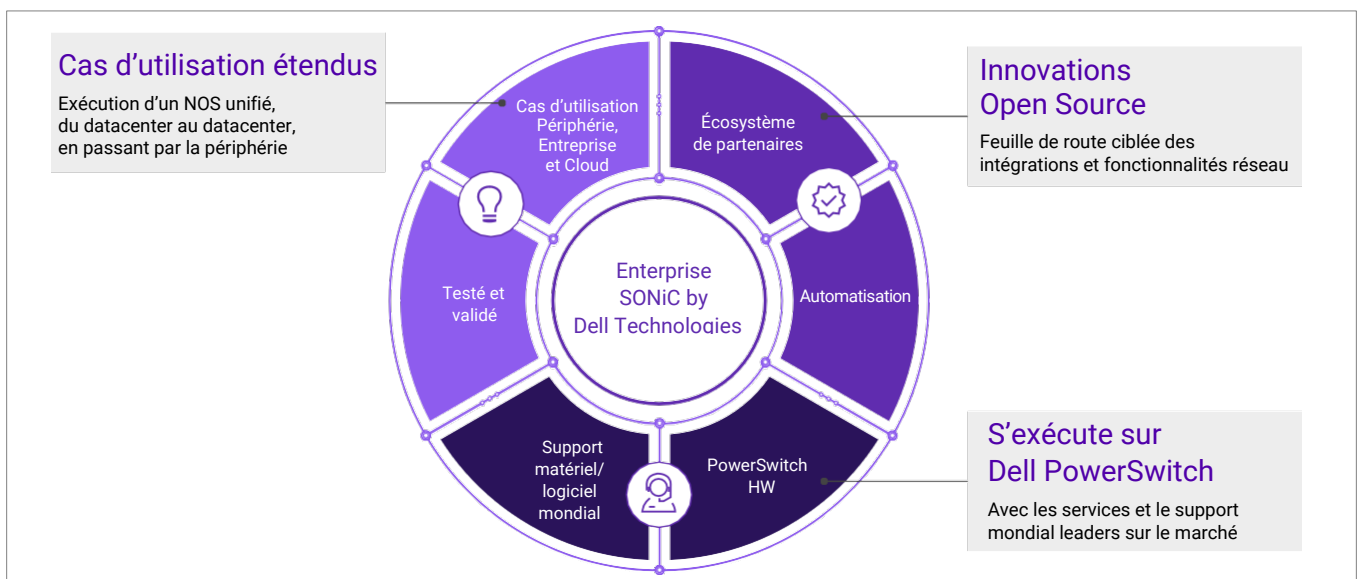 Cas d’utilisation étendus
Exécution d’un NOS unifié,
du datacenter au datacenter,
en passant par la périphérie
Cas d’utilisation
Périphérie,
Entreprise
et Cloud
Écosystème
de partenaires
Innovations
Open Source
Feuille de route ciblée des
intégrations et fonctionnalités réseau
Testé et
validé
Enterprise
SONiC by
Dell Technologies
Automatisation
Support
matériel/
logiciel
mondial
PowerSwitch
HW
S’exécute sur
Dell PowerSwitch
Avec les services et le support
mondial leaders sur le marché